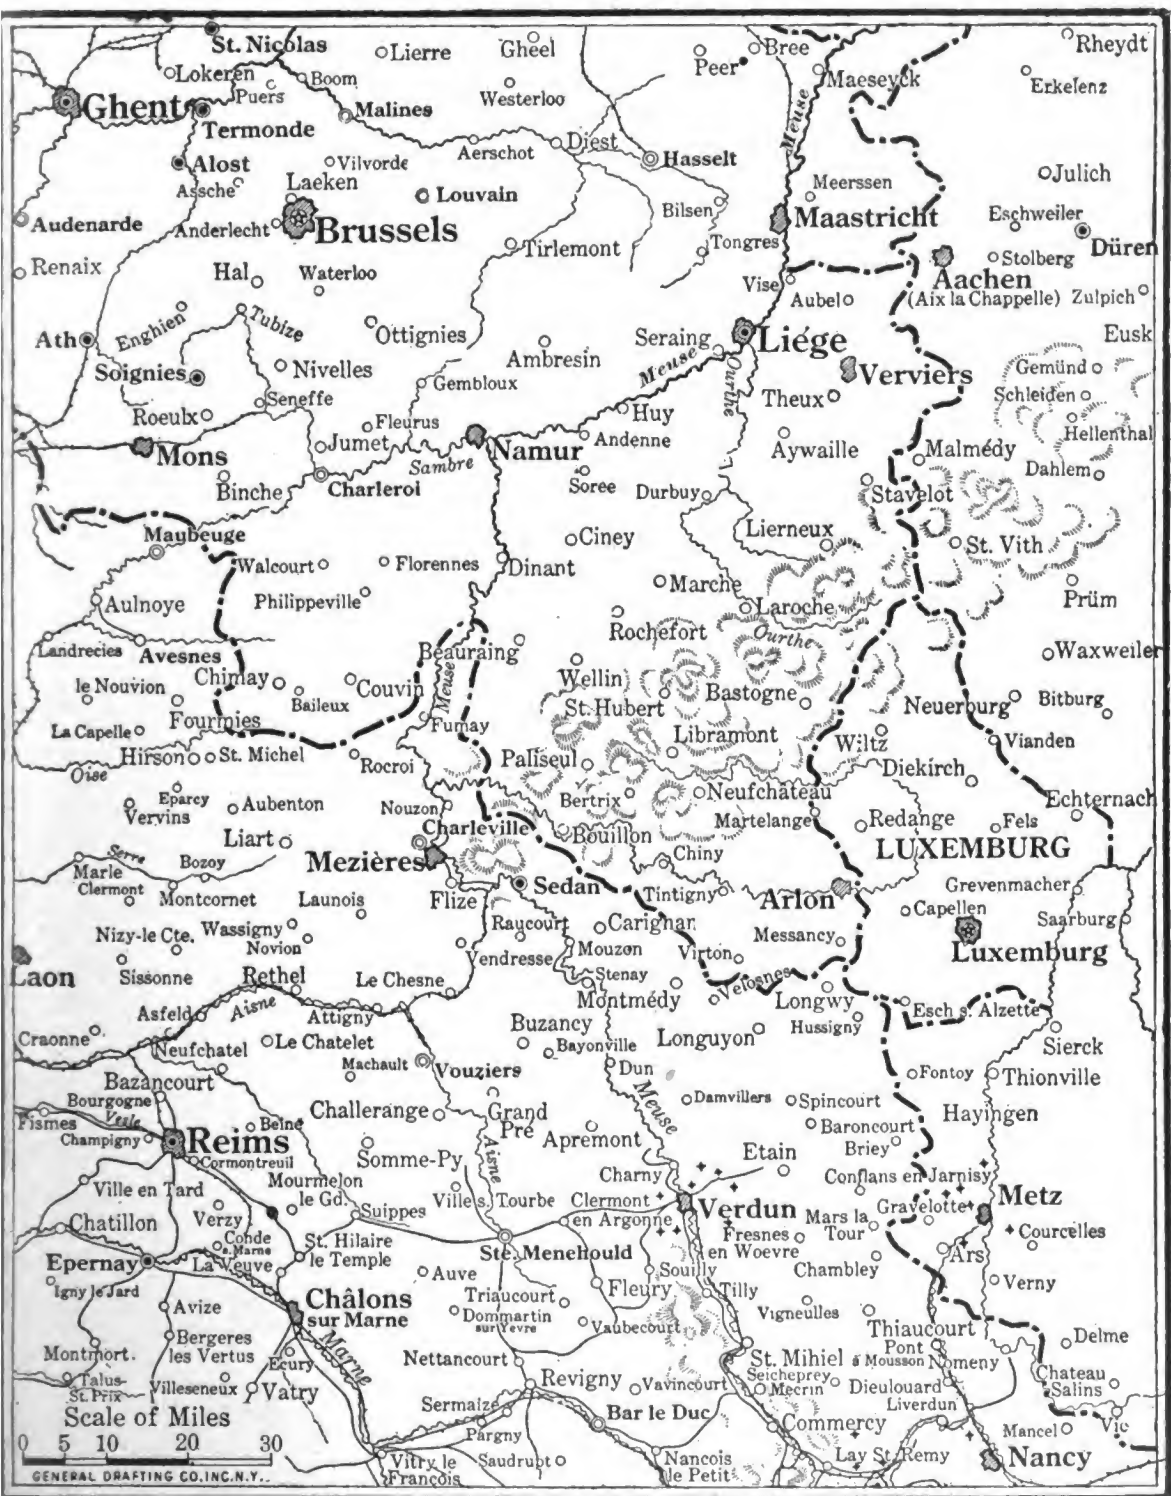 St. Nicolas
Lierre
Gheel
Bree
Rheydt
Lokeren
Boom
Peer
Maeseyck
Erkelenz
Puers
Westerloo
Ghent
Malines
Meuse
Termonde
Aerschot
Diest
Hasselt
Alost
Vilvorde
Assche
Laeken
Louvain
Meerssen
Julich
Audenarde
Anderlecht
Brussels
Bilsen
Maastricht
Eschweiler
Düren
Renaix
Hal
Waterloo
Tirlemont
Tongres
Aachen
Stolberg
Vise
Aubel
(Aix la Chappelle)
Zulpich
Ath
Enghien
Tubize
Ottignies
Seraing
Liége
Eusk
Soignies
Nivelles
Ambresin
Meuse
Ourthe
Verviers
Gemünd
Gembloux
Schleiden
Roeulx
Seneffe
Fleurus
Huy
Theux
Hellenthal
Mons
Jumet
Sambre
Namur
Andenne
Aywaille
Malmédy
Dahlem
Binche
Charleroi
Soree
Durbuy
Stavelot
Maubeuge
Ciney
Lierneux
St. Vith
Walcourt
Florennes
Dinant
Marche
Prüm
Aulnoye
Philippeville
Laroche
Landrecies
Avesnes
Beauraing
Rochefort
Ourthe
Waxweiler
le Nouvion
Chimay
Couvin
Meuse
Wellin
Bastogne
Baileux
St. Hubert
Neuerburg
Bitburg
La Capelle
Fourmies
Fumay
Libramont
Wiltz
Vianden
Hirson
St. Michel
Rocroi
Paliseul
Diekirch
Oise
Eparcy
Vervins
Aubenton
Nouzon
Bertrix
Neufchâteau
Martelange
Redange
Fels
Echternach
Liart
Charleville
Bouillon
LUXEMBURG
Mezières
Chiny
Serre
Marle
Bozoy
Clermont
Montcornet
Launois
Flize
Sedan
Tintigny
Arlon
Grevenmacher
Raucourt
Carignan
Capellen
Saarburg
Nizy-le Cte.
Wassigny
Novion
Mouzon
Messancy
Laon
Vendresse
Virton
Luxemburg
Sissonne
Rethel
Le Chesne
Stenay
Velosnes
Asfeld
Aisne
Attigny
Montmédy
Longwy
Esch s. Alzette
Craonne
Buzancy
Longuyon
Hussigny
Neufchatel
Le Chatelet
Bayonville
Sierck
Machault
Vouziers
Dun
Fontoy
Thionville
Bazancourt
Bourgogne
Vesle
Fismes
Challerange
Grand
Pré
Meuse
Damvillers
Spincourt
Hayingen
Champigny
Reims
Beine
Aisne
Apremont
Baroncourt
Briey
Cormontreuil
Somme-Py
Etain
Ville en Tard
Mourmelon
le Gd.
Charny
Conflans en Jarnisy
Chatillon
Verzy
Suippes
Ville s. Tourbe
Clermont
en Argonne
Verdun
Mars la
Tour
Gravelotte
Metz
Conde
s. Marne
St. Hilaire
le Temple
Ste. Menehould
Fresnes
en Woevre
Courcelles
Epernay
La Veuve
Ars
Igny le Jard
Auve
Souilly
Chambley
Verny
Avize
Châlons
sur Marne
Triaucourt
Fleury
Tilly
Dommartin
sur Yevre
Vigneulles
Bergeres
les Vertus
Vaubecourt
Thiaucourt
Delme
Montmort.
Ecury
Marne
Nettancourt
St. Mihiel
Pont
à Mousson
Nomeny
Talus-
St. Prix
Villeseneux
Vatry
Revigny
Vavincourt
Seicheprey
Mecrin
Dieulouard
Chateau
Salins
Scale of Miles
Sermaize
Bar le Duc
Liverdun
Vic
Pargny
Commercy
Mancel
0 5 10 20 30
Vitry le
François
Saudrupt
Nancois
le Petit
Lay St. Remy
Nancy
GENERAL DRAFTING CO.INC.N.Y.